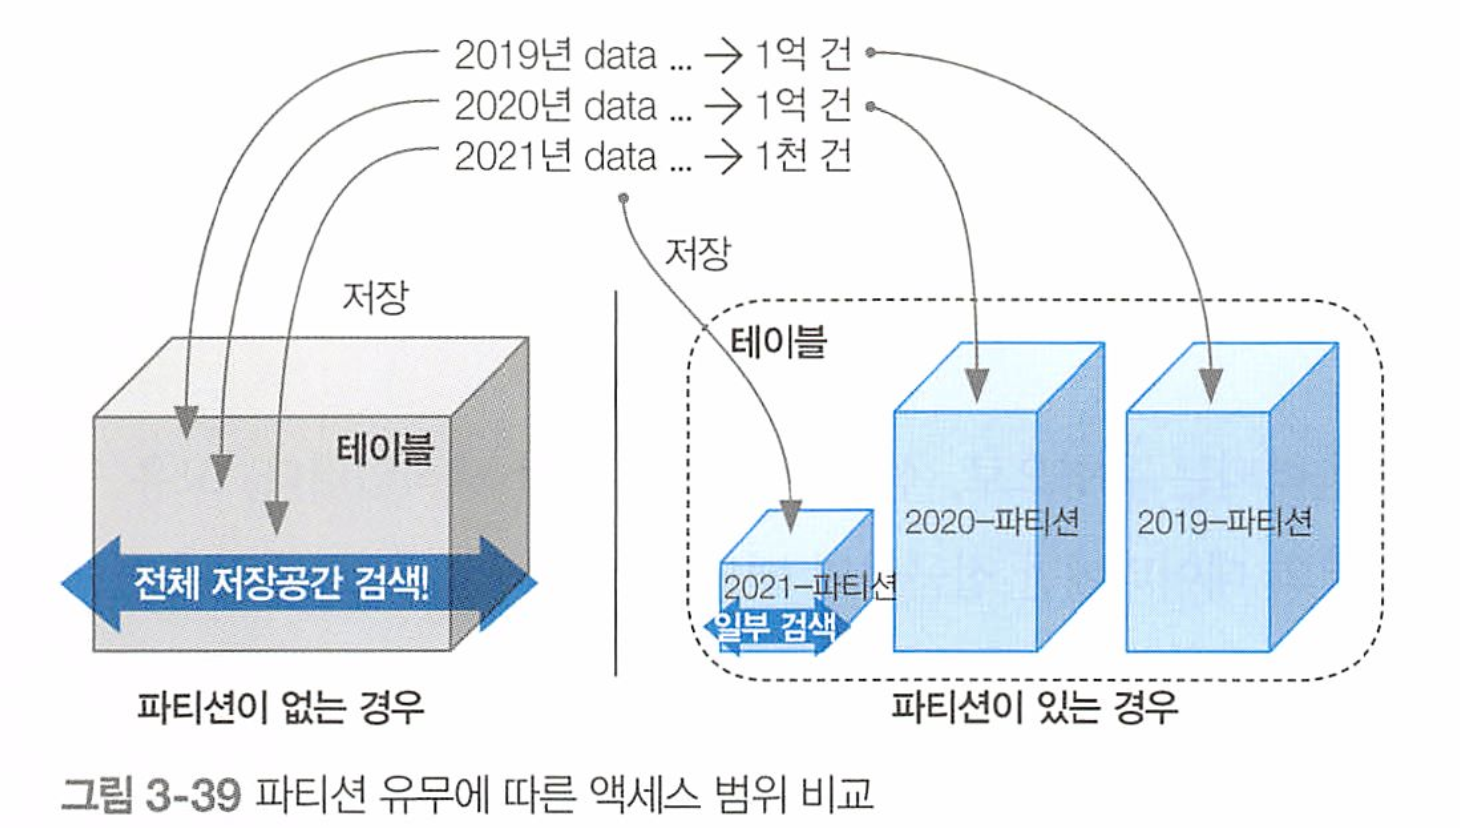 2019년 data ... → 1억 건
2020년 data ... → 1억 건
2021년 data ... → 1천 건
저장
저장
테이블
전체 저장공간 검색!
파티션이 없는 경우
테이블
2021-파티션
일부 검색
2020-파티션
2019-파티션
파티션이 있는 경우
그림 3-39 파티션 유무에 따른 액세스 범위 비교